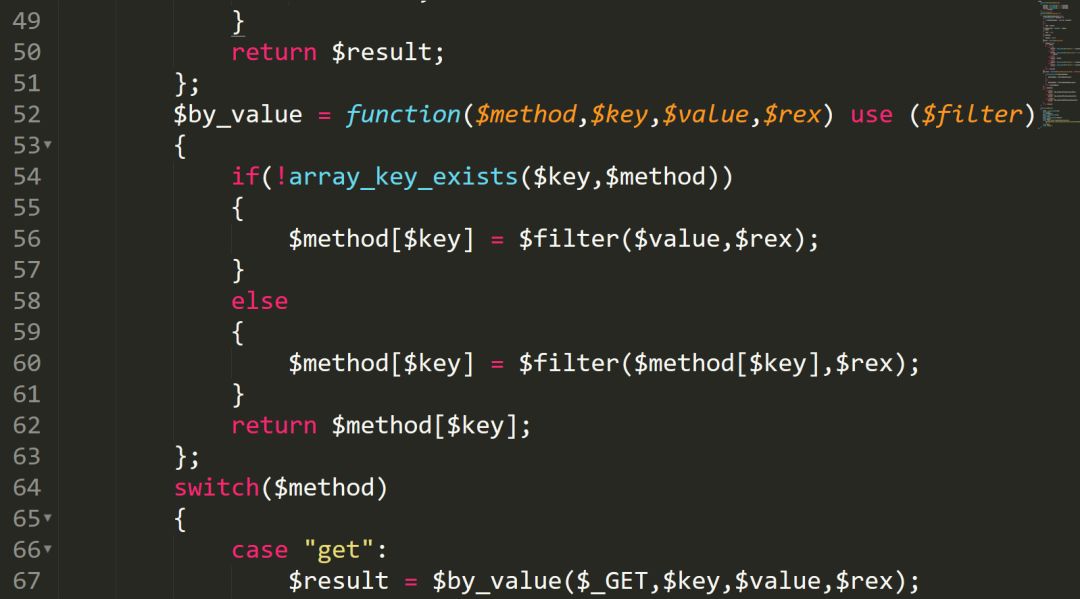 49 }
50 return $result;
51 };
52 $by_value = function($method,$key,$value,$rex) use ($filter)
53 {
54 if(!array_key_exists($key,$method))
55 {
56 $method[$key] = $filter($value,$rex);
57 }
58 else
59 {
60 $method[$key] = $filter($method[$key],$rex);
61 }
62 return $method[$key];
63 };
64 switch($method)
65 {
66 case "get":
67 $result = $by_value($_GET,$key,$value,$rex);